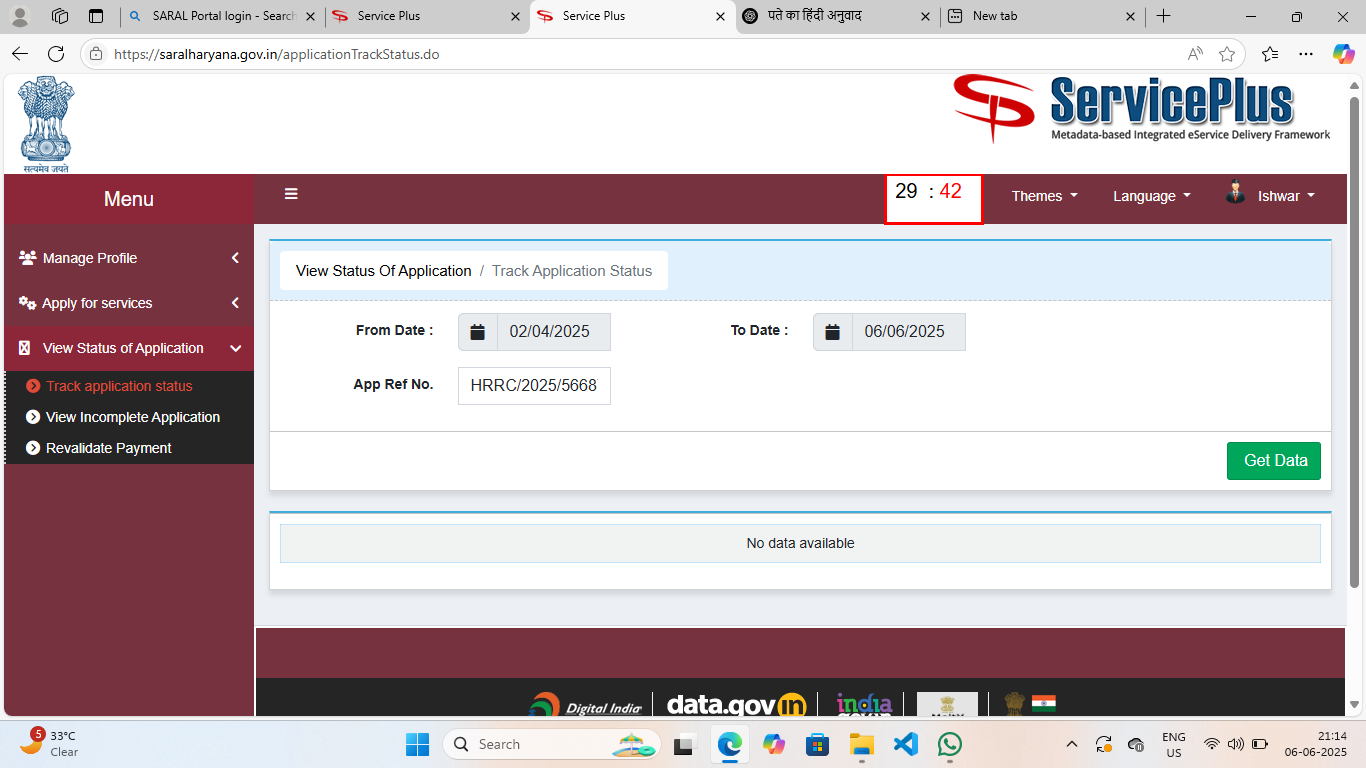 SARAL Portal login - Search
Service Plus
Service Plus
पते का हिंदी अनुवाद
New tab
https://saralharyana.gov.in/applicationTrackStatus.do
सत्यमेव जयते
ServicePlus
Metadata-based Integrated eService Delivery Framework
Menu
29 : 42
Themes
Language
Ishwar
Manage Profile
Apply for services
View Status of Application
Track application status
View Incomplete Application
Revalidate Payment
View Status Of Application / Track Application Status
From Date :
02/04/2025
To Date :
06/06/2025
App Ref No.
HRRC/2025/5668
Get Data
No data available
Digital India
data.gov in
india
5
33°C
Clear
Search
ENG
US
21:14
06-06-2025